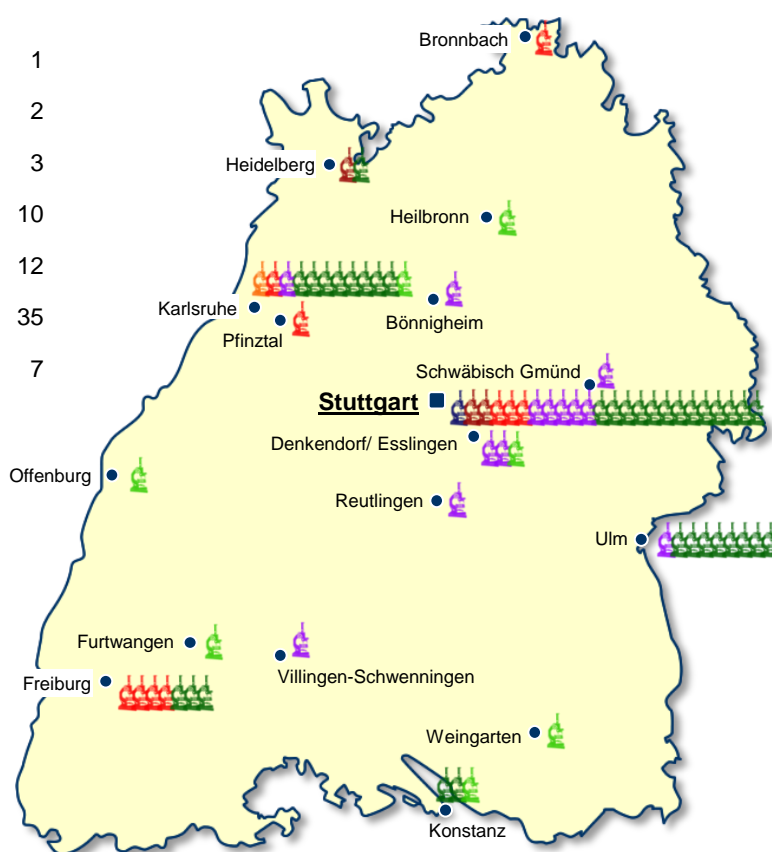 Bronnbach
1
2
3
Heidelberg
10
Heilbronn
12
Karlsruhe
35
Bönnigheim
Pfinztal
7
Schwäbisch Gmünd
Stuttgart
Denkendorf/ Esslingen
Offenburg
Reutlingen
Ulm
Furtwangen
Villingen-Schwenningen
Freiburg
Weingarten
Konstanz